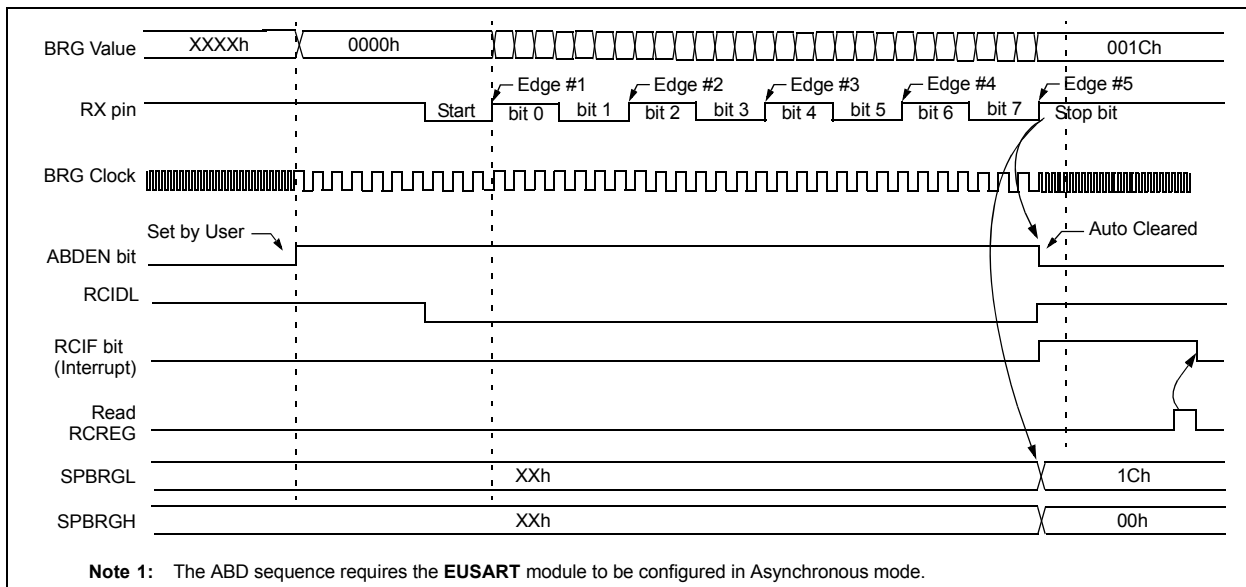 BRG Value XXXXh 0000h 001Ch
Edge #1 Edge #2 Edge #3 Edge #4 Edge #5
RX pin Start bit 0 bit 1 bit 2 bit 3 bit 4 bit 5 bit 6 bit 7 Stop bit
BRG Clock
Set by User Auto Cleared
ABDEN bit
RCIDL
RCIF bit
(Interrupt)
Read
RCREG
SPBRGL XXh 1Ch
SPBRGH XXh 00h
Note 1: The ABD sequence requires the EUSART module to be configured in Asynchronous mode.